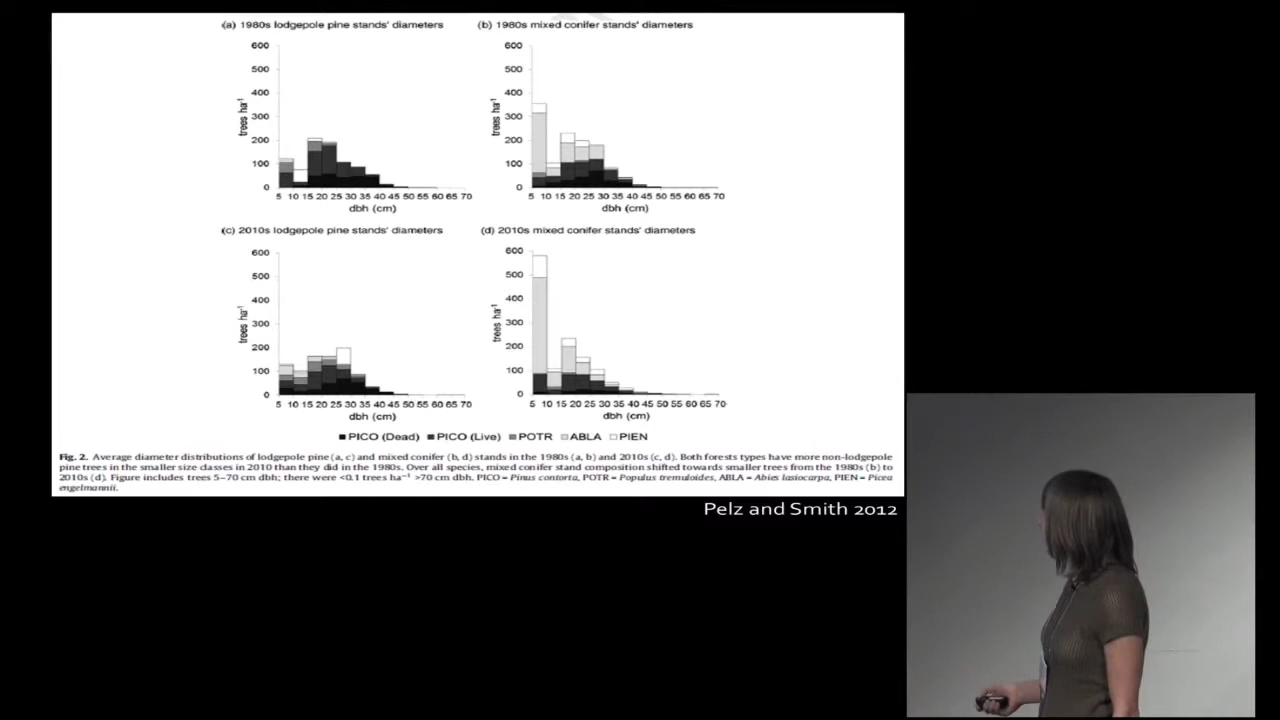 (a) 1980s lodgepole pine stands' diameters
(b) 1980s mixed conifer stands' diameters
600
500
400
300
200
100
0
trees ha⁻¹
5 10 15 20 25 30 35 40 45 50 55 60 65 70
dbh (cm)
600
500
400
300
200
100
0
trees ha⁻¹
5 10 15 20 25 30 35 40 45 50 55 60 65 70
dbh (cm)
(c) 2010s lodgepole pine stands' diameters
(d) 2010s mixed conifer stands' diameters
600
500
400
300
200
100
0
trees ha⁻¹
5 10 15 20 25 30 35 40 45 50 55 60 65 70
dbh (cm)
600
500
400
300
200
100
0
trees ha⁻¹
5 10 15 20 25 30 35 40 45 50 55 60 65 70
dbh (cm)
PICO (Dead) PICO (Live) POTR ABLA PIEN
Fig. 2. Average diameter distributions of lodgepole pine (a, c) and mixed conifer (b, d) stands in the 1980s (a, b) and 2010s (c, d). Both forests types have more non-lodgepole
pine trees in the smaller size classes in 2010 than they did in the 1980s. Over all species, mixed conifer stand composition shifted towards smaller trees from the 1980s (b) to
2010s (d). Figure includes trees 5–70 cm dbh; there were <0.1 trees ha⁻¹ >70 cm dbh. PICO = Pinus contorta, POTR = Populus tremuloides, ABLA = Abies lasiocarpa, PIEN = Picea
engelmannii.
Pelz and Smith 2012